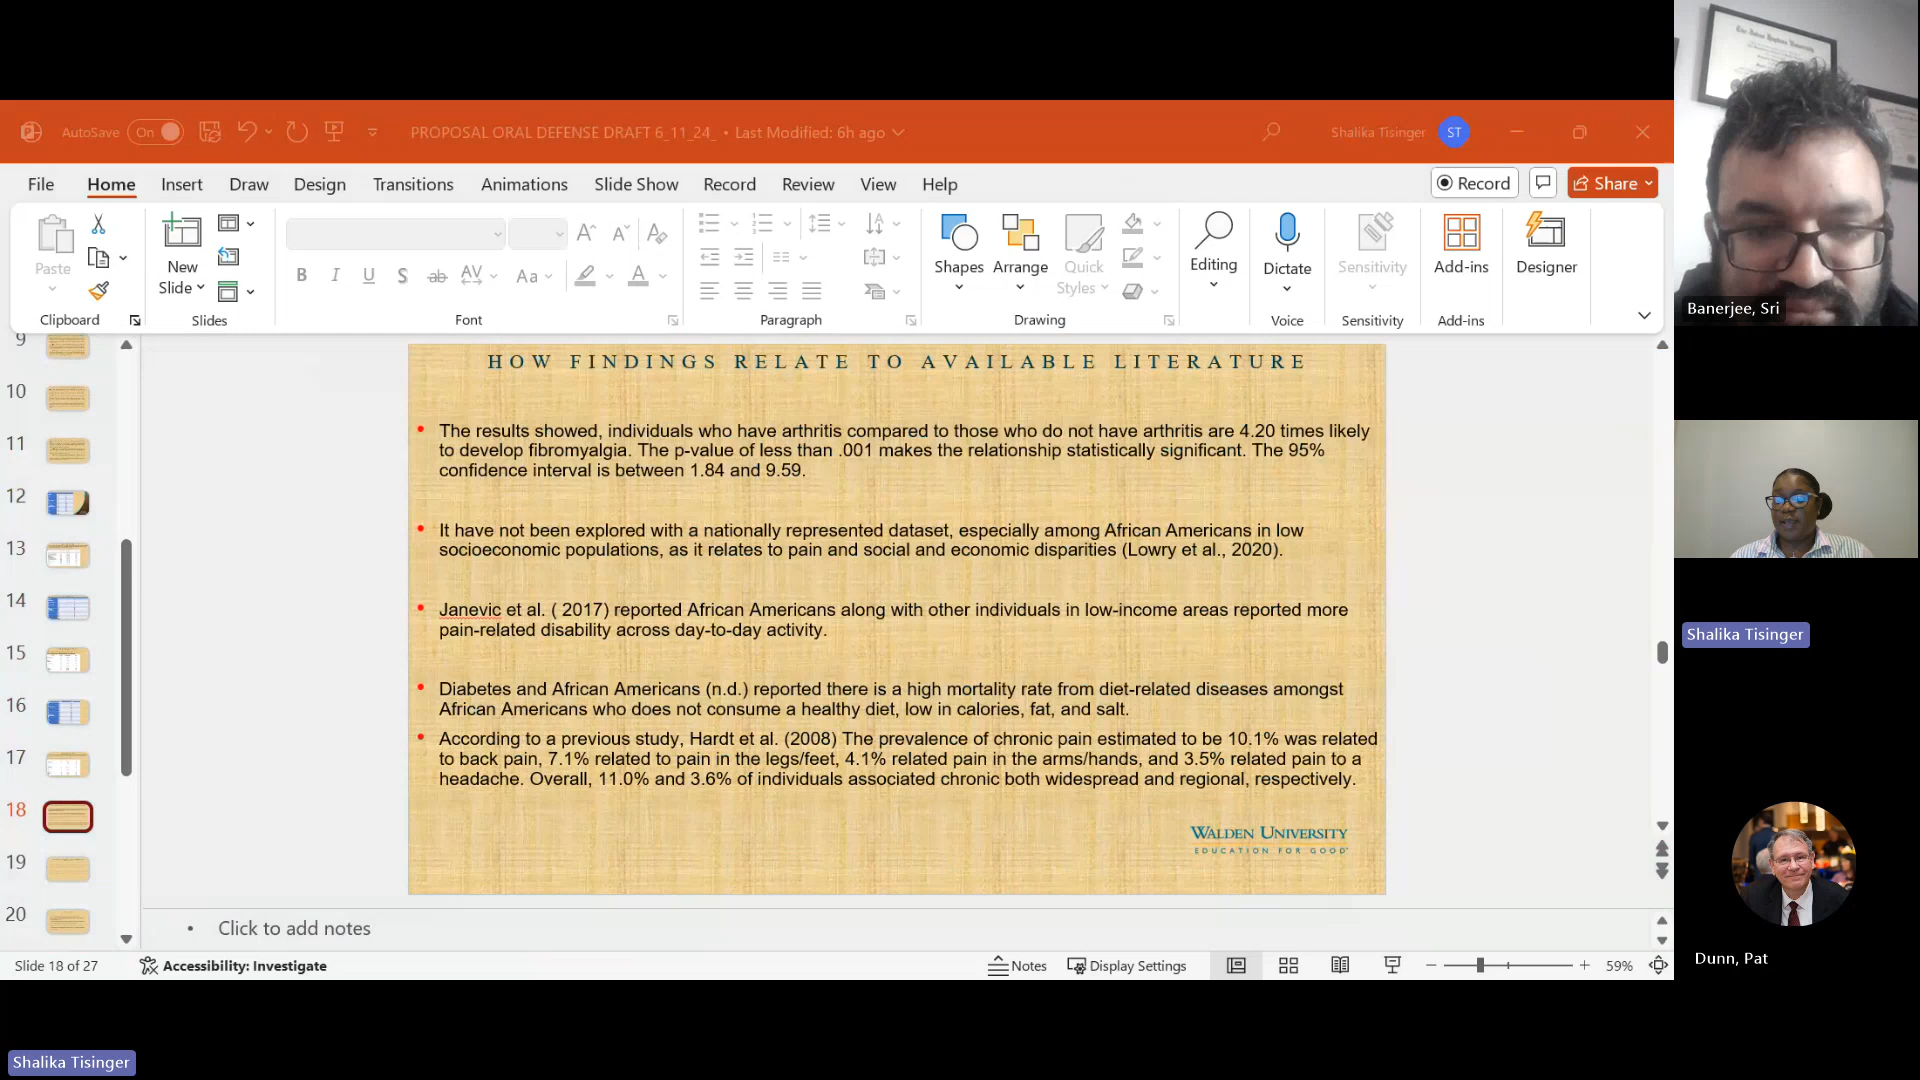 The Johns Hopkins University
AutoSave On
PROPOSAL ORAL DEFENSE DRAFT 6_11_24_ • Last Modified: 6h ago
Shalika Tisinger ST
File Home Insert Draw Design Transitions Animations Slide Show Record Review View Help
Record Share
Paste
New
Slide
B I U S ab AV Aa A
Shapes Arrange Quick
Styles
Editing Dictate Sensitivity Add-ins Designer
Clipboard Slides Font Paragraph Drawing Voice Sensitivity Add-ins
Banerjee, Sri
9
10
11
12
13
14
15
16
17
18
19
20
HOW FINDINGS RELATE TO AVAILABLE LITERATURE
• The results showed, individuals who have arthritis compared to those who do not have arthritis are 4.20 times likely
to develop fibromyalgia. The p-value of less than .001 makes the relationship statistically significant. The 95%
confidence interval is between 1.84 and 9.59.
• It have not been explored with a nationally represented dataset, especially among African Americans in low
socioeconomic populations, as it relates to pain and social and economic disparities (Lowry et al., 2020).
• Janevic et al. ( 2017) reported African Americans along with other individuals in low-income areas reported more
pain-related disability across day-to-day activity.
• Diabetes and African Americans (n.d.) reported there is a high mortality rate from diet-related diseases amongst
African Americans who does not consume a healthy diet, low in calories, fat, and salt.
• According to a previous study, Hardt et al. (2008) The prevalence of chronic pain estimated to be 10.1% was related
to back pain, 7.1% related to pain in the legs/feet, 4.1% related pain in the arms/hands, and 3.5% related pain to a
headache. Overall, 11.0% and 3.6% of individuals associated chronic both widespread and regional, respectively.
WALDEN UNIVERSITY
EDUCATION FOR GOOD
Shalika Tisinger
Dunn, Pat
• Click to add notes
Slide 18 of 27 Accessibility: Investigate Notes Display Settings 59%
Shalika Tisinger